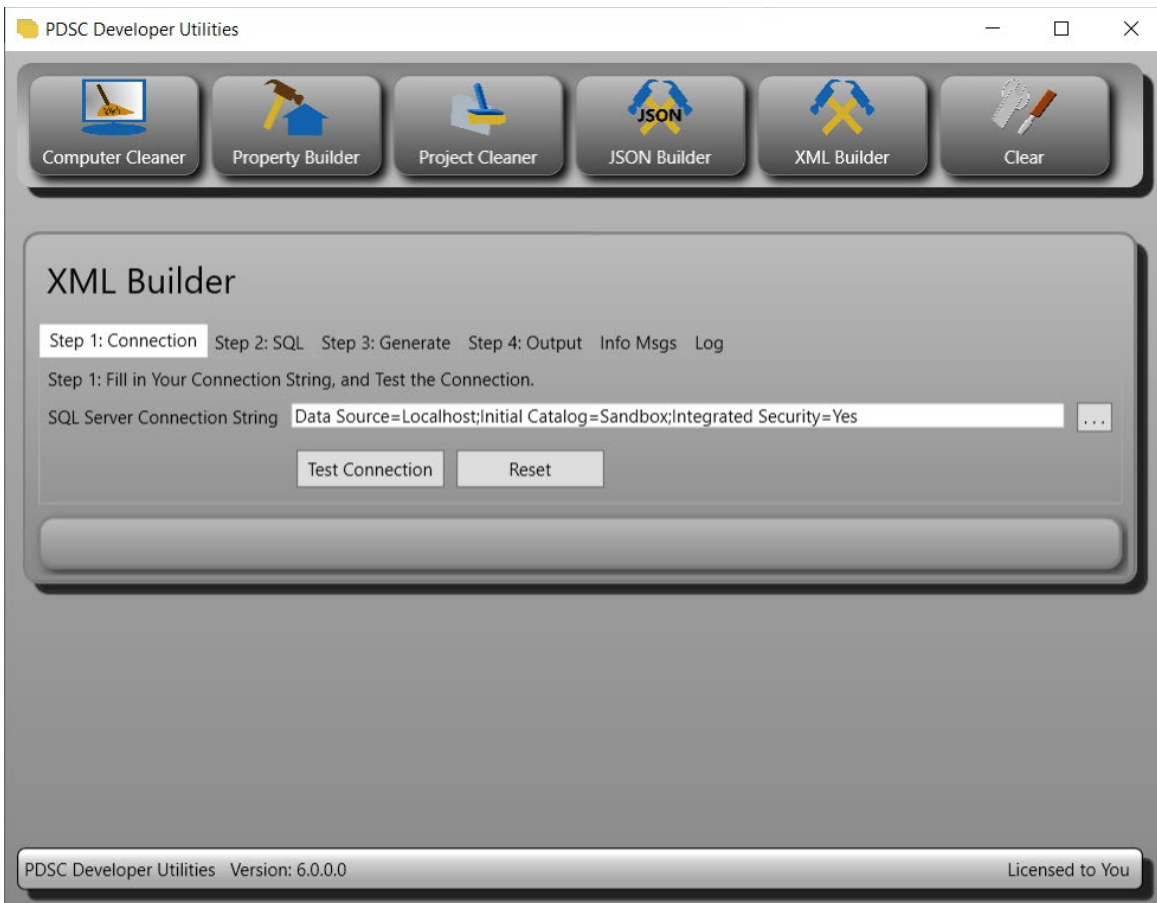 PDSC Developer Utilities
Computer Cleaner
Property Builder
Project Cleaner
JSON
JSON Builder
XML Builder
Clear
XML Builder
Step 1: Connection Step 2: SQL Step 3: Generate Step 4: Output Info Msgs Log
Step 1: Fill in Your Connection String, and Test the Connection.
SQL Server Connection String Data Source=Localhost;Initial Catalog=Sandbox;Integrated Security=Yes ...
Test Connection Reset
PDSC Developer Utilities Version: 6.0.0.0 Licensed to You